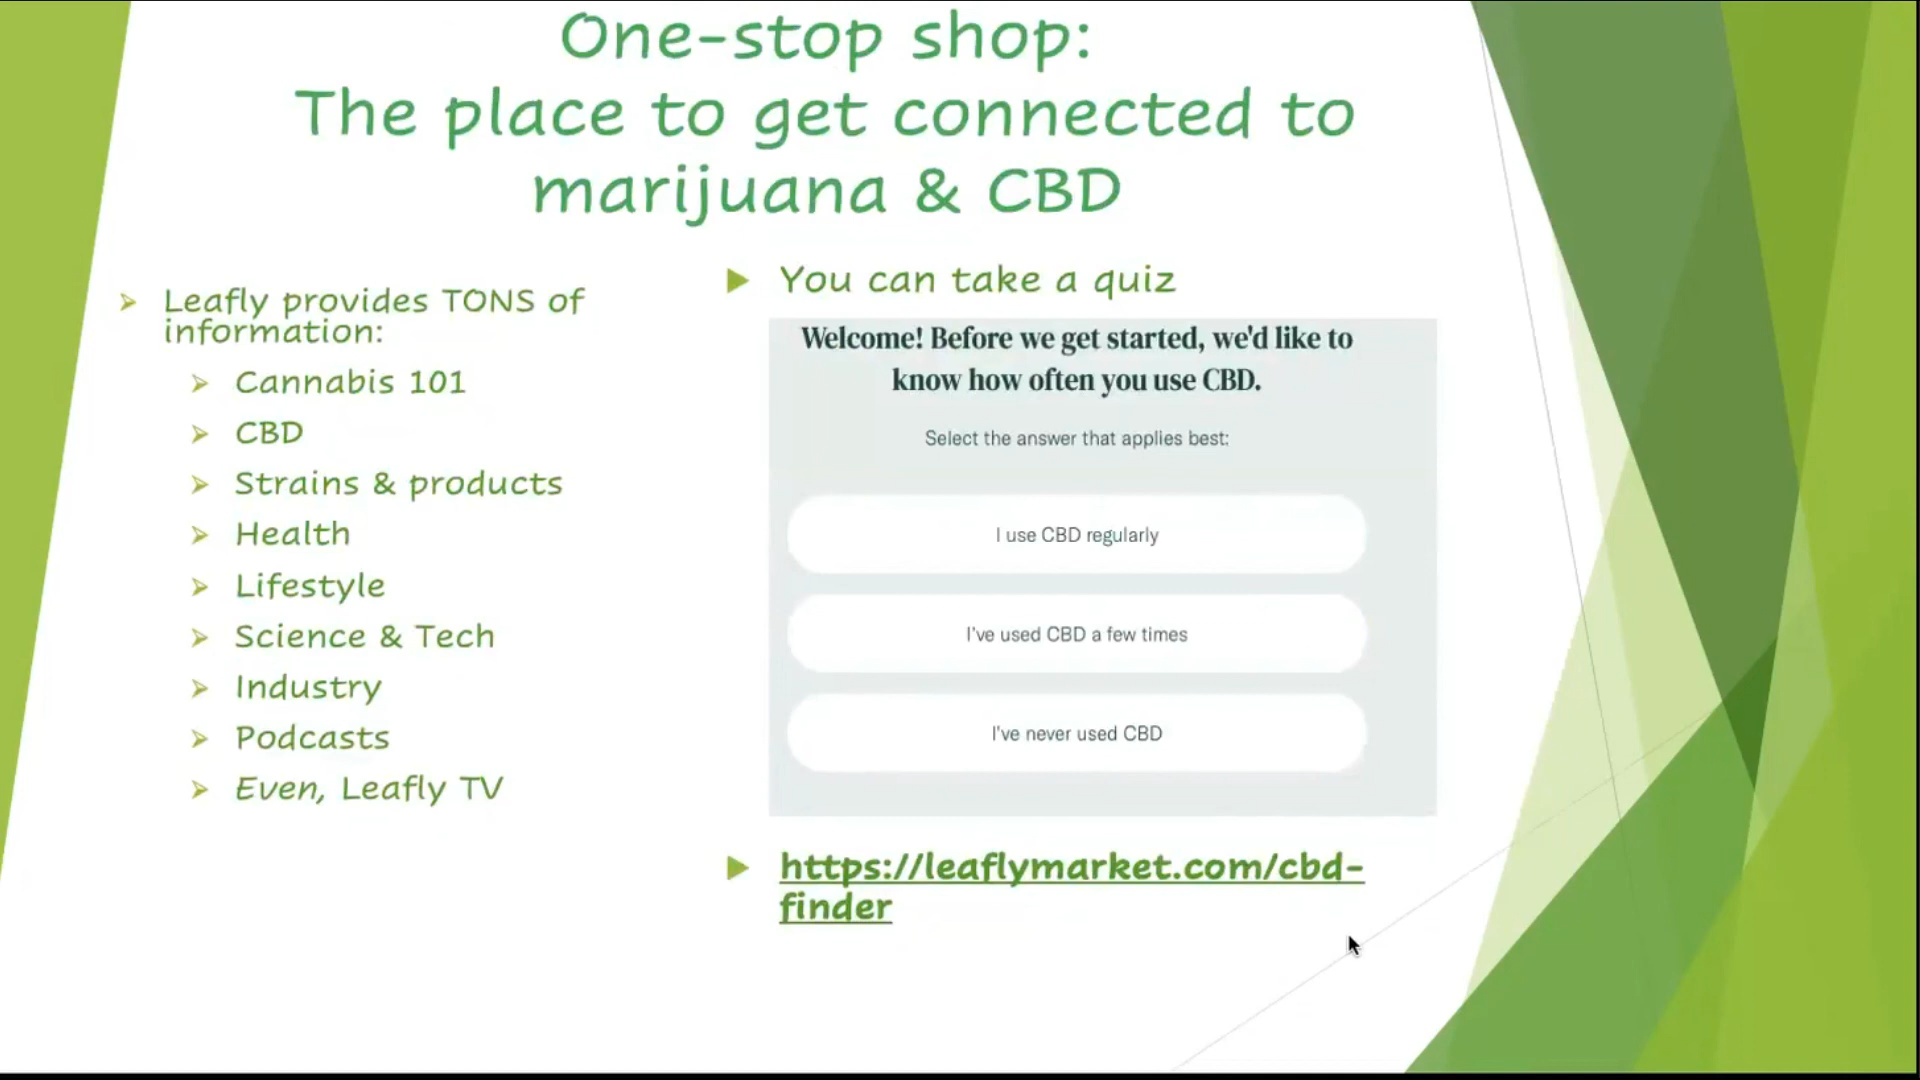 One-stop shop:
The place to get connected to
marijuana & CBD
Leafly provides TONS of
information:
Cannabis 101
CBD
Strains & products
Health
Lifestyle
Science & Tech
Industry
Podcasts
Even, Leafly TV
You can take a quiz
Welcome! Before we get started, we'd like to
know how often you use CBD.
Select the answer that applies best:
I use CBD regularly
I've used CBD a few times
I've never used CBD
https://leaflymarket.com/cbd-
finder